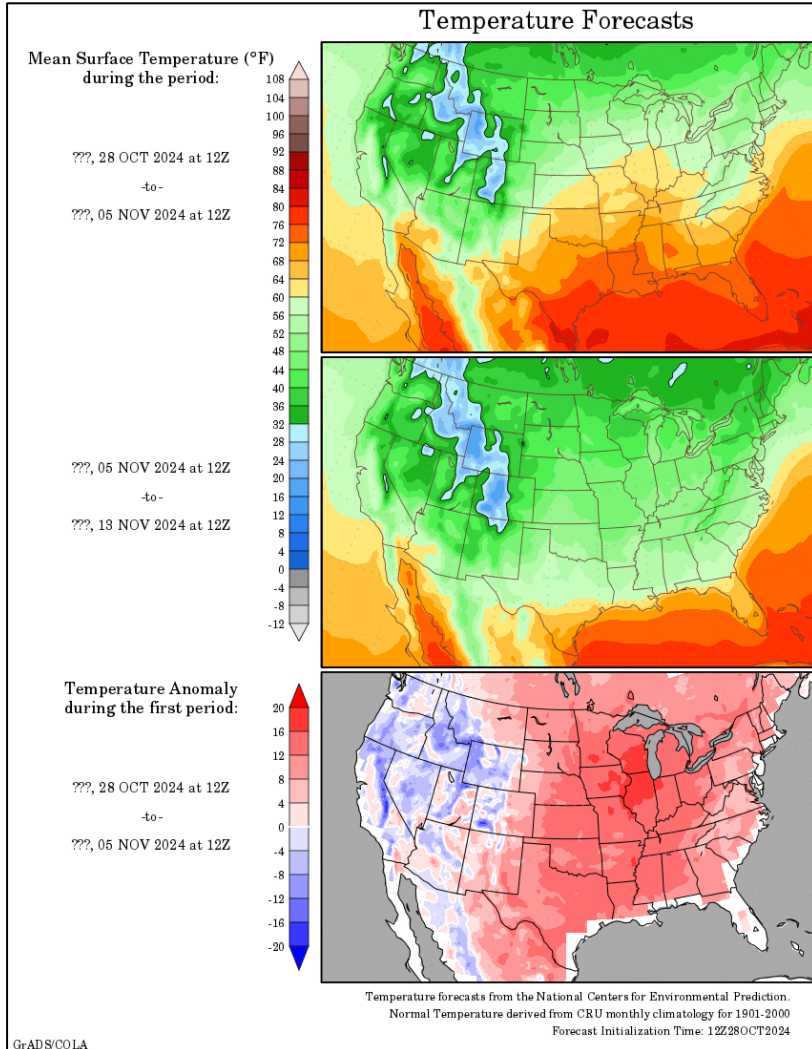 Temperature Forecasts
Mean Surface Temperature (°F)
during the period:
???, 28 OCT 2024 at 12Z
-to-
???, 05 NOV 2024 at 12Z
???, 05 NOV 2024 at 12Z
-to-
???, 13 NOV 2024 at 12Z
108
104
100
96
92
88
84
80
76
72
68
64
60
56
52
48
44
40
36
32
28
24
20
16
12
8
4
0
-4
-8
-12
Temperature Anomaly
during the first period:
???, 28 OCT 2024 at 12Z
-to-
???, 05 NOV 2024 at 12Z
20
16
12
8
4
0
-4
-8
-12
-16
-20
Temperature forecasts from the National Centers for Environmental Prediction.
Normal Temperature derived from CRU monthly climatology for 1901-2000
Forecast Initialization Time: 12Z28OCT2024
GrADS/COLA